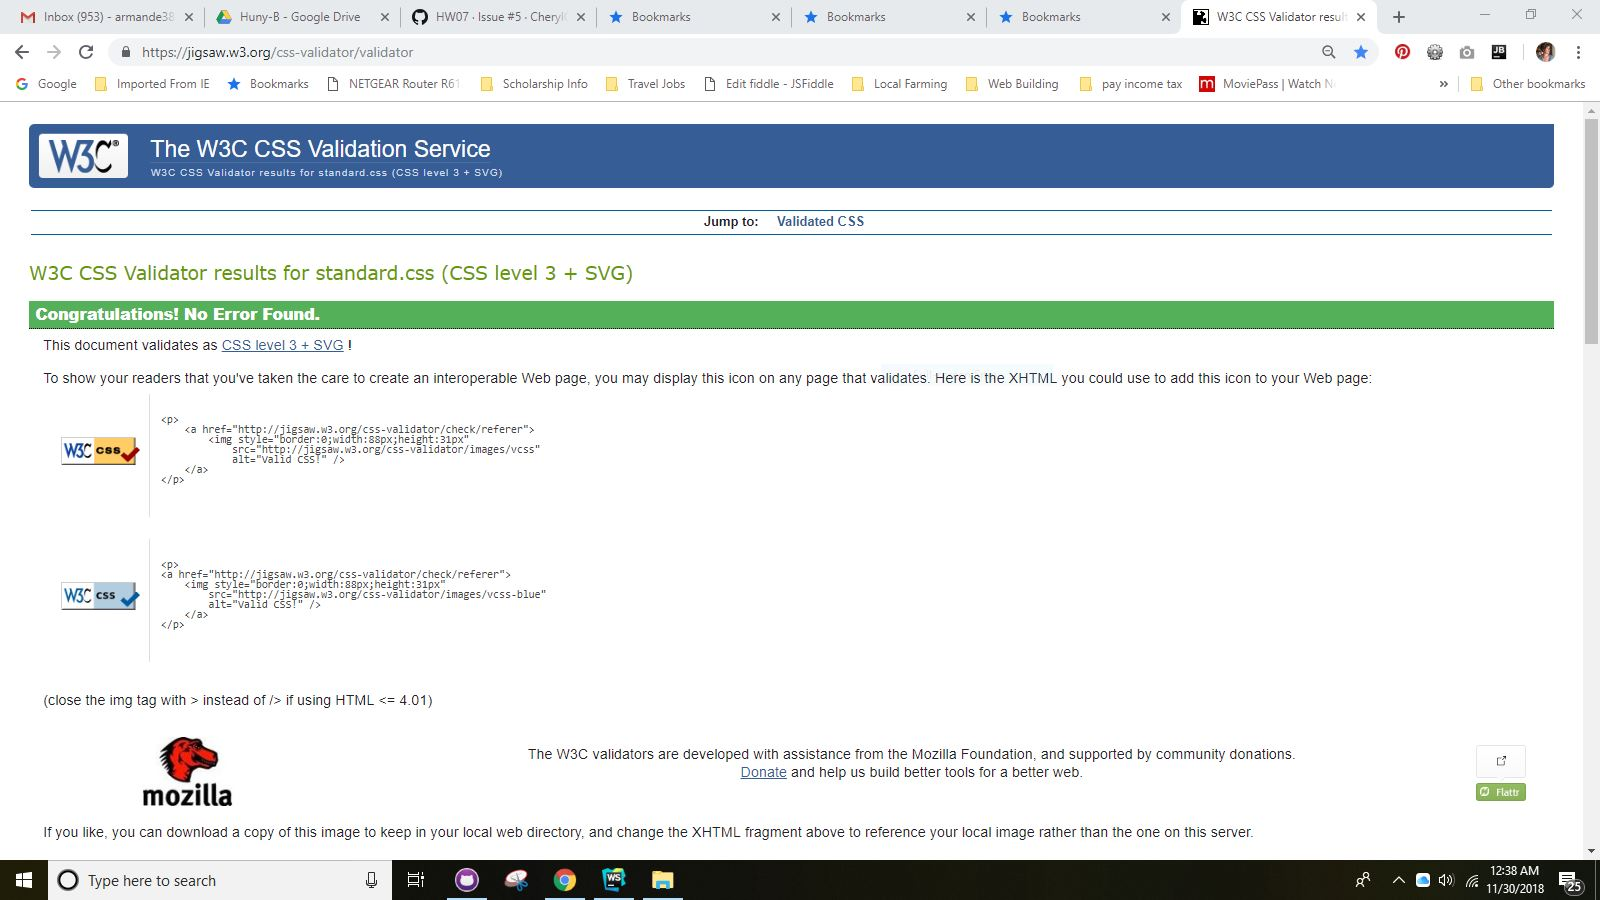 Inbox (953) - armande38
Huny-B - Google Drive
HW07 · Issue #5 · Cheryl
Bookmarks
Bookmarks
Bookmarks
W3C CSS Validator result
https://jigsaw.w3.org/css-validator/validator
Google
Imported From IE
Bookmarks
NETGEAR Router R61
Scholarship Info
Travel Jobs
Edit fiddle - JSFiddle
Local Farming
Web Building
pay income tax
MoviePass | Watch
»
Other bookmarks
W3C®
The W3C CSS Validation Service
W3C CSS Validator results for standard.css (CSS level 3 + SVG)
Jump to: Validated CSS
W3C CSS Validator results for standard.css (CSS level 3 + SVG)
Congratulations! No Error Found.
This document validates as CSS level 3 + SVG !
To show your readers that you've taken the care to create an interoperable Web page, you may display this icon on any page that validates. Here is the XHTML you could use to add this icon to your Web page:
W3C css
<p>
<a href="http://jigsaw.w3.org/css-validator/check/referer">
<img style="border:0;width:88px;height:31px"
src="http://jigsaw.w3.org/css-validator/images/vcss"
alt="Valid CSS!" />
</a>
</p>
W3C css
<p>
<a href="http://jigsaw.w3.org/css-validator/check/referer">
<img style="border:0;width:88px;height:31px"
src="http://jigsaw.w3.org/css-validator/images/vcss-blue"
alt="Valid CSS!" />
</a>
</p>
(close the img tag with > instead of /> if using HTML <= 4.01)
mozilla
The W3C validators are developed with assistance from the Mozilla Foundation, and supported by community donations.
Donate and help us build better tools for a better web.
Flattr
If you like, you can download a copy of this image to keep in your local web directory, and change the XHTML fragment above to reference your local image rather than the one on this server.
Type here to search
WS
12:38 AM
11/30/2018
25